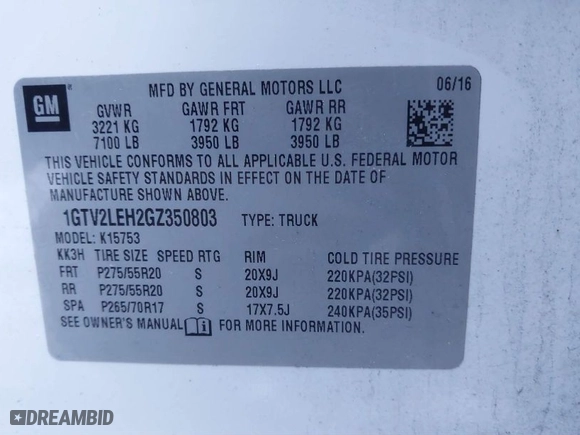 GM
MFD BY GENERAL MOTORS LLC 06/16
GVWR GAWR FRT GAWR RR
3221 KG 1792 KG 1792 KG
7100 LB 3950 LB 3950 LB
THIS VEHICLE CONFORMS TO ALL APPLICABLE U.S. FEDERAL MOTOR
VEHICLE SAFETY STANDARDS IN EFFECT ON THE DATE OF
MANUFACTURE SHOWN ABOVE.
1GTV2LEH2GZ350803 TYPE: TRUCK
MODEL: K15753
KK3H TIRE SIZE SPEED RTG RIM COLD TIRE PRESSURE
FRT P275/55R20 S 20X9J 220KPA(32PSI)
RR P275/55R20 S 20X9J 220KPA(32PSI)
SPA P265/70R17 S 17X7.5J 240KPA(35PSI)
SEE OWNER'S MANUAL FOR MORE INFORMATION.
DREAMBID